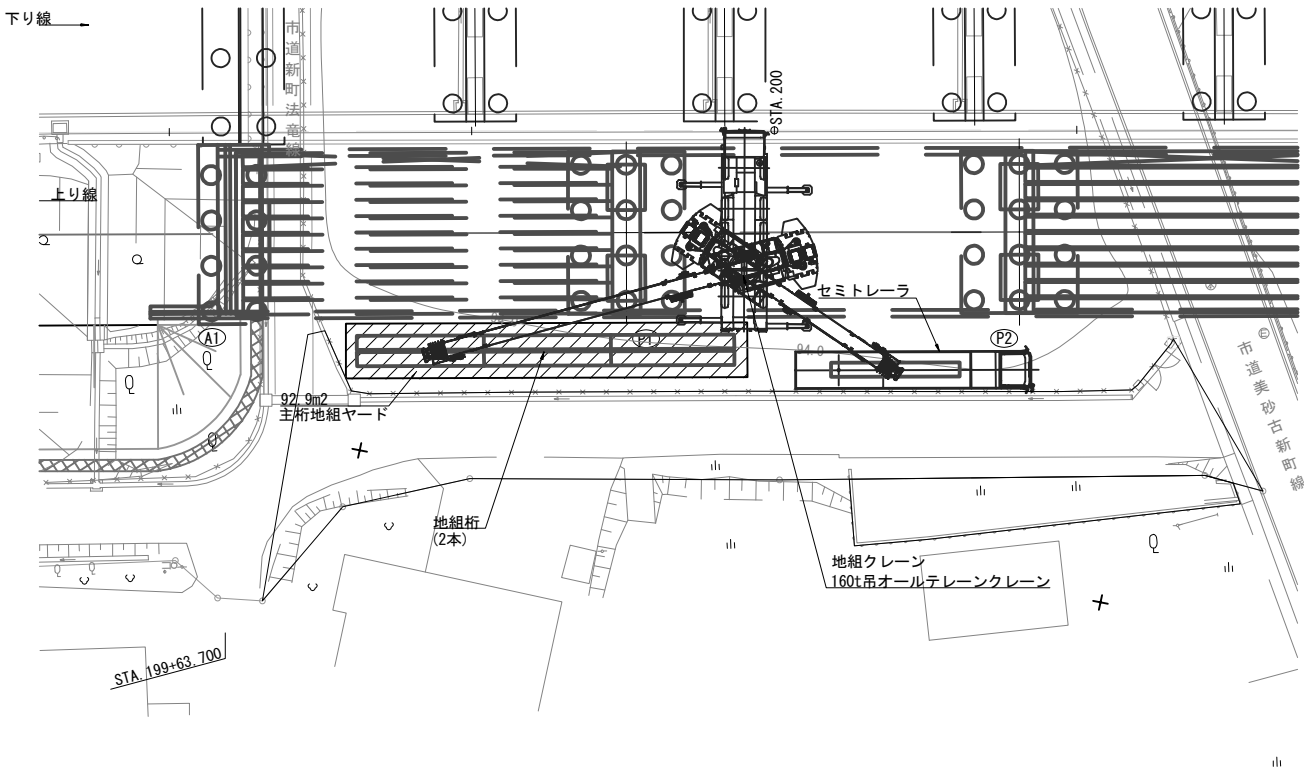 下り線
市道新町法竜線
STA.200
上り線
セミトレーラ
A1
P1
P2
94.0
92.9m2
主桁地組ヤード
市道美砂古新町線
地組桁
(2本)
地組クレーン
160t吊オールテレーンクレーン
STA.199+63.700